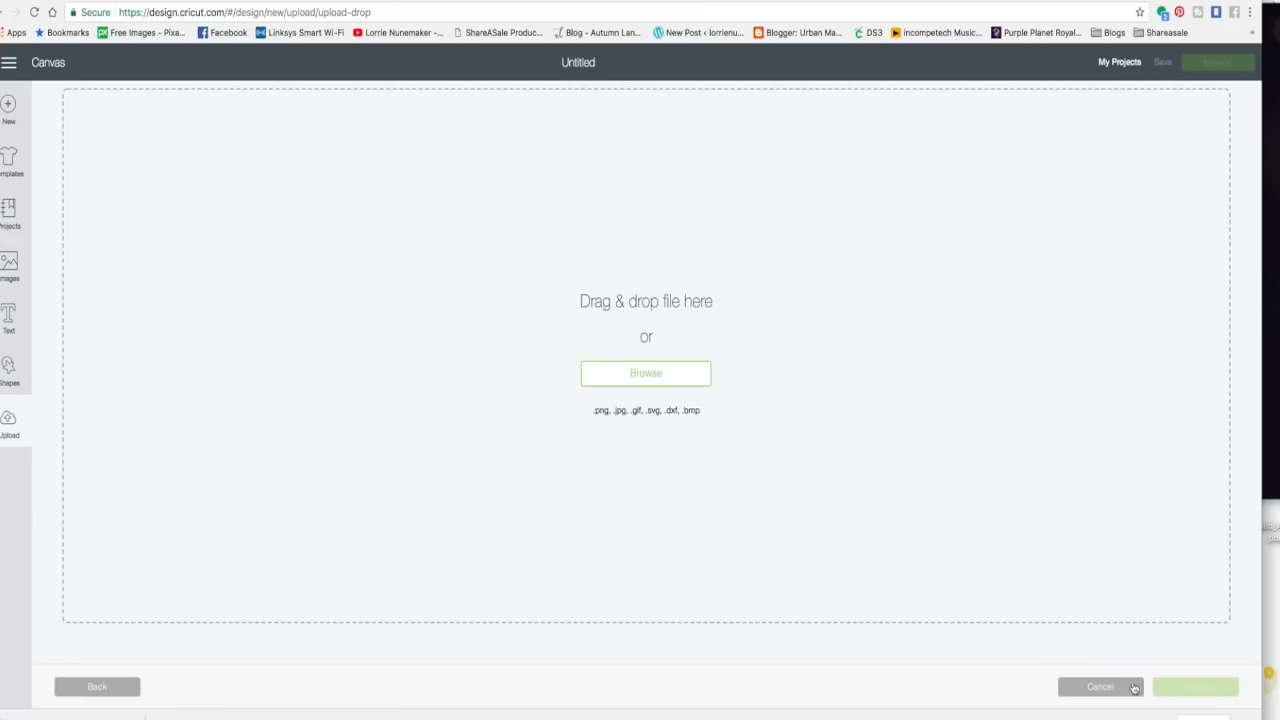 Secure https://design.cricut.com/#/design/new/upload/upload-drop
Apps Bookmarks Free Images - Pixa... Facebook Linksys Smart Wi-Fi Lorrie Nunemaker -... ShareASale Produc... Blog - Autumn Lan... New Post ‹ lorrienu... Blogger: Urban Ma... DS3 incompetech Music... Purple Planet Royal... Blogs Shareasale »
Canvas Untitled My Projects Save
New
mplates
rojects
mages
Text
Shapes
Upload
Drag & drop file here
or
Browse
.png, .jpg, .gif, .svg, .dxf, .bmp
Back Cancel